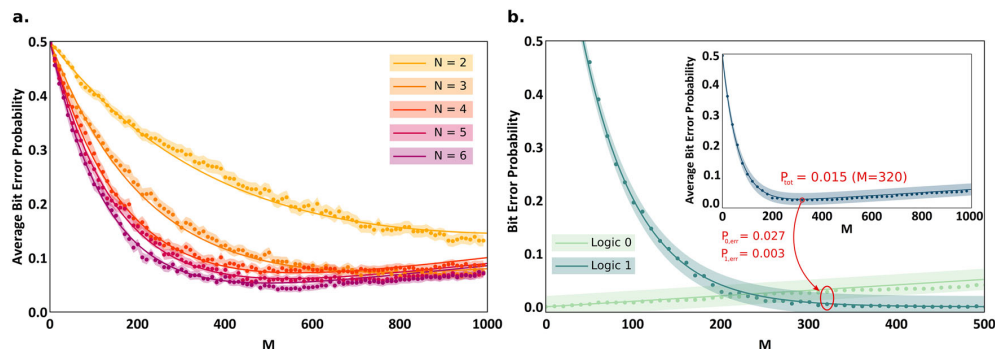 a.
Average Bit Error Probability
0.5
0.4
0.3
0.2
0.1
0.0
0
200
400
600
800
1000
M
N = 2
N = 3
N = 4
N = 5
N = 6
b.
Bit Error Probability
0.5
0.4
0.3
0.2
0.1
0.0
0
100
200
300
400
500
M
Logic 0
Logic 1
Average Bit Error Probability
0.5
0.4
0.3
0.2
0.1
0.0
0
200
400
600
800
1000
M
Ptot = 0.015 (M=320)
P0,err = 0.027
P1,err = 0.003